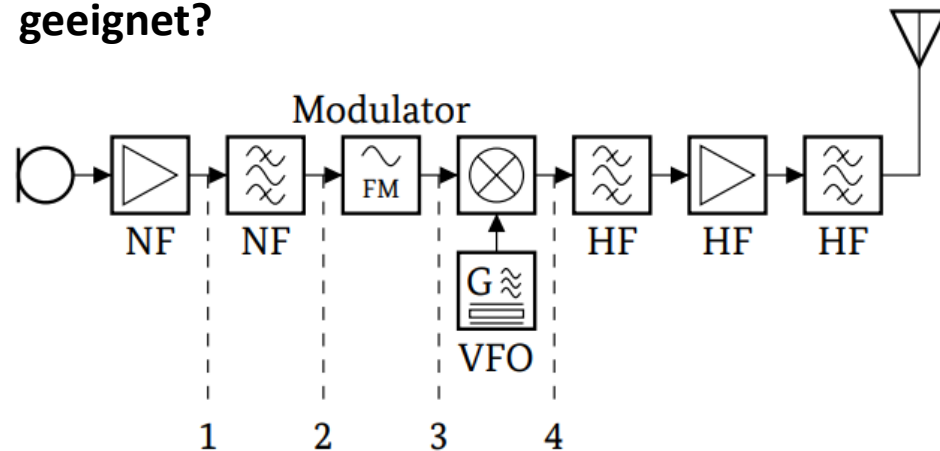 geeignet?
Modulator
FM
NF NF HF HF HF
G
VFO
1 2 3 4